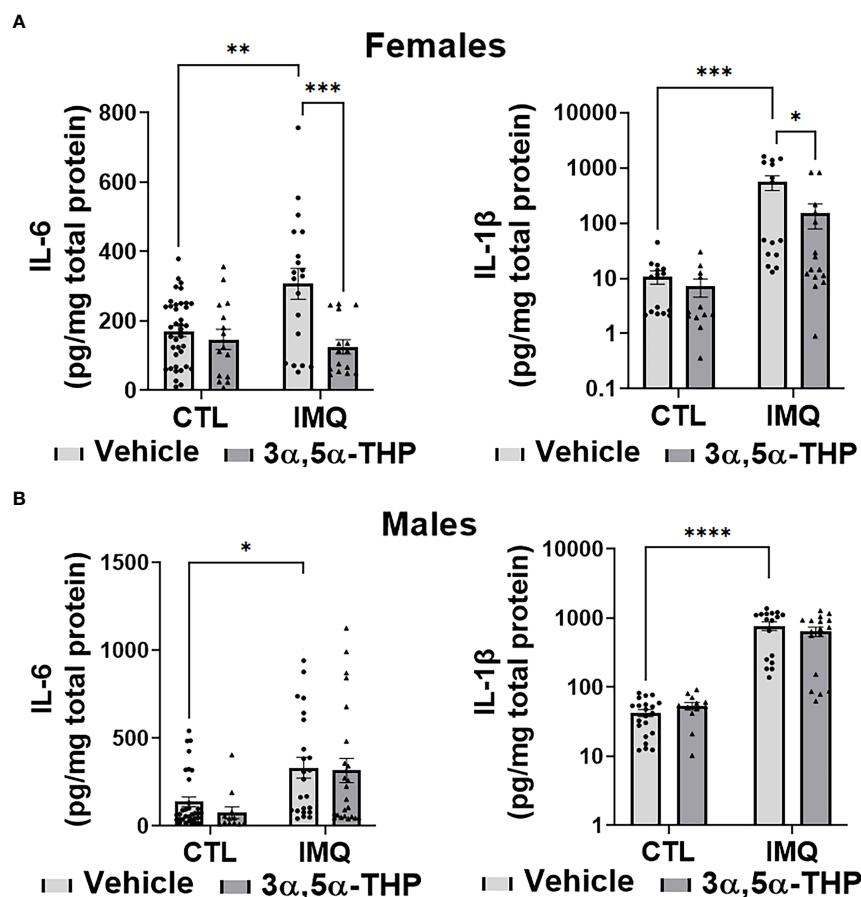 A
Females
**
***
800
600
400
200
0
IL-6
(pg/mg total protein)
CTL
IMQ
Vehicle
3α,5α-THP
***
*
10000
1000
100
10
1
0.1
IL-1β
(pg/mg total protein)
CTL
IMQ
Vehicle
3α,5α-THP
B
Males
*
1500
1000
500
0
IL-6
(pg/mg total protein)
CTL
IMQ
Vehicle
3α,5α-THP
****
10000
1000
100
10
1
IL-1β
(pg/mg total protein)
CTL
IMQ
Vehicle
3α,5α-THP